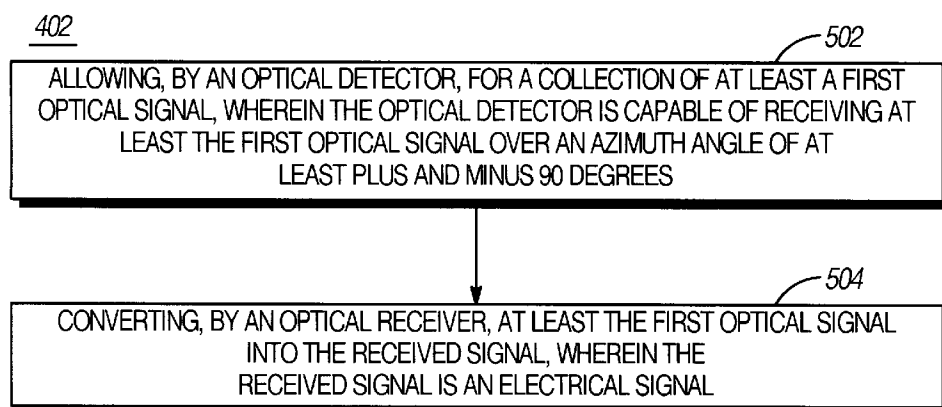 402
502
ALLOWING, BY AN OPTICAL DETECTOR, FOR A COLLECTION OF AT LEAST A FIRST
OPTICAL SIGNAL, WHEREIN THE OPTICAL DETECTOR IS CAPABLE OF RECEIVING AT
LEAST THE FIRST OPTICAL SIGNAL OVER AN AZIMUTH ANGLE OF AT
LEAST PLUS AND MINUS 90 DEGREES
504
CONVERTING, BY AN OPTICAL RECEIVER, AT LEAST THE FIRST OPTICAL SIGNAL
INTO THE RECEIVED SIGNAL, WHEREIN THE
RECEIVED SIGNAL IS AN ELECTRICAL SIGNAL